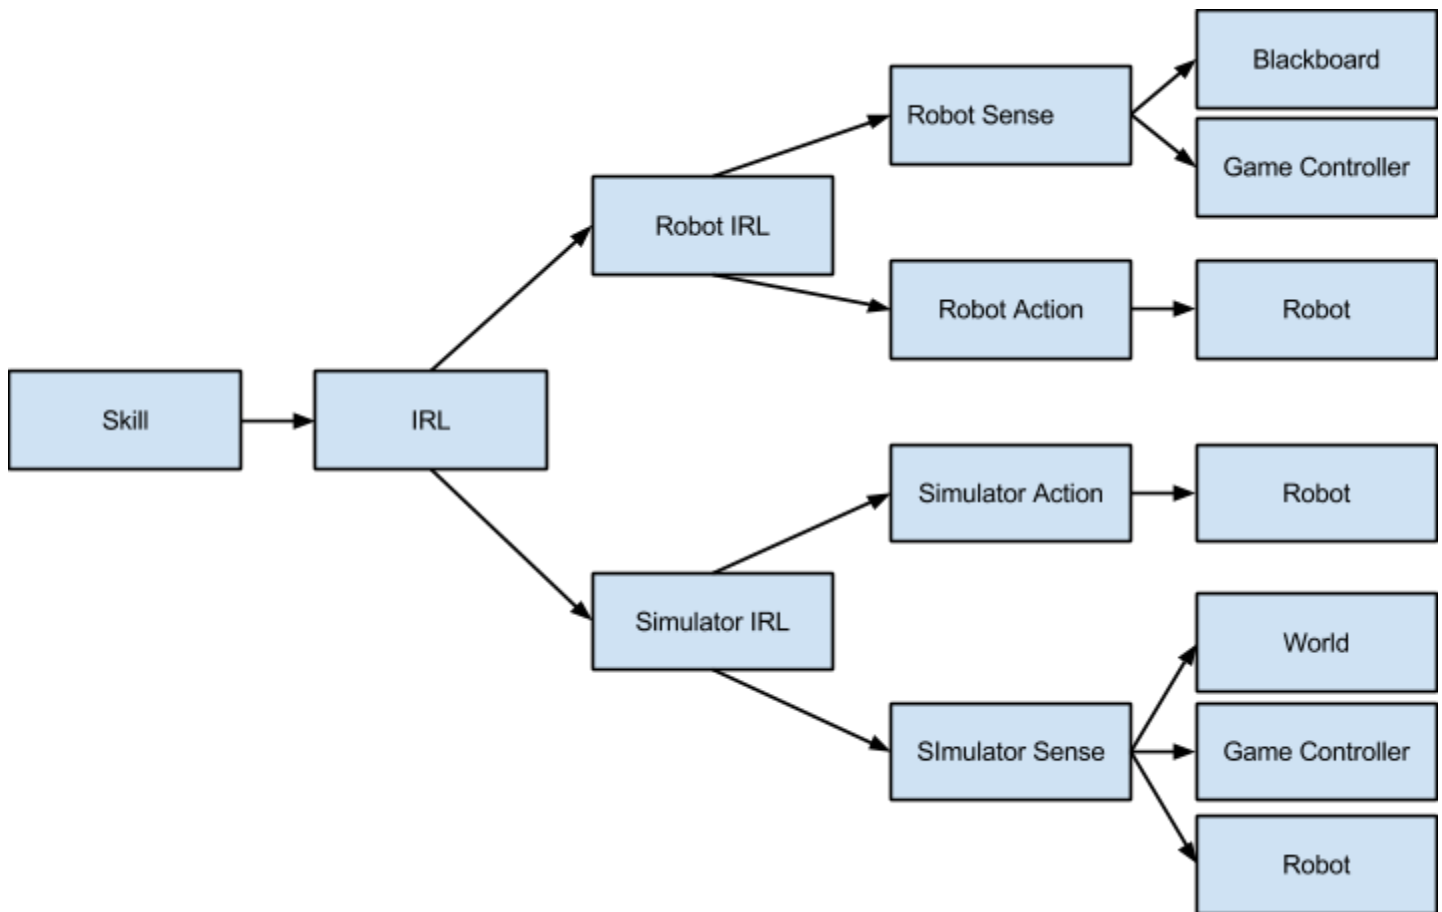 Blackboard
Robot Sense
Game Controller
Robot IRL
Robot Action
Robot
Skill
IRL
Simulator Action
Robot
Simulator IRL
World
SImulator Sense
Game Controller
Robot